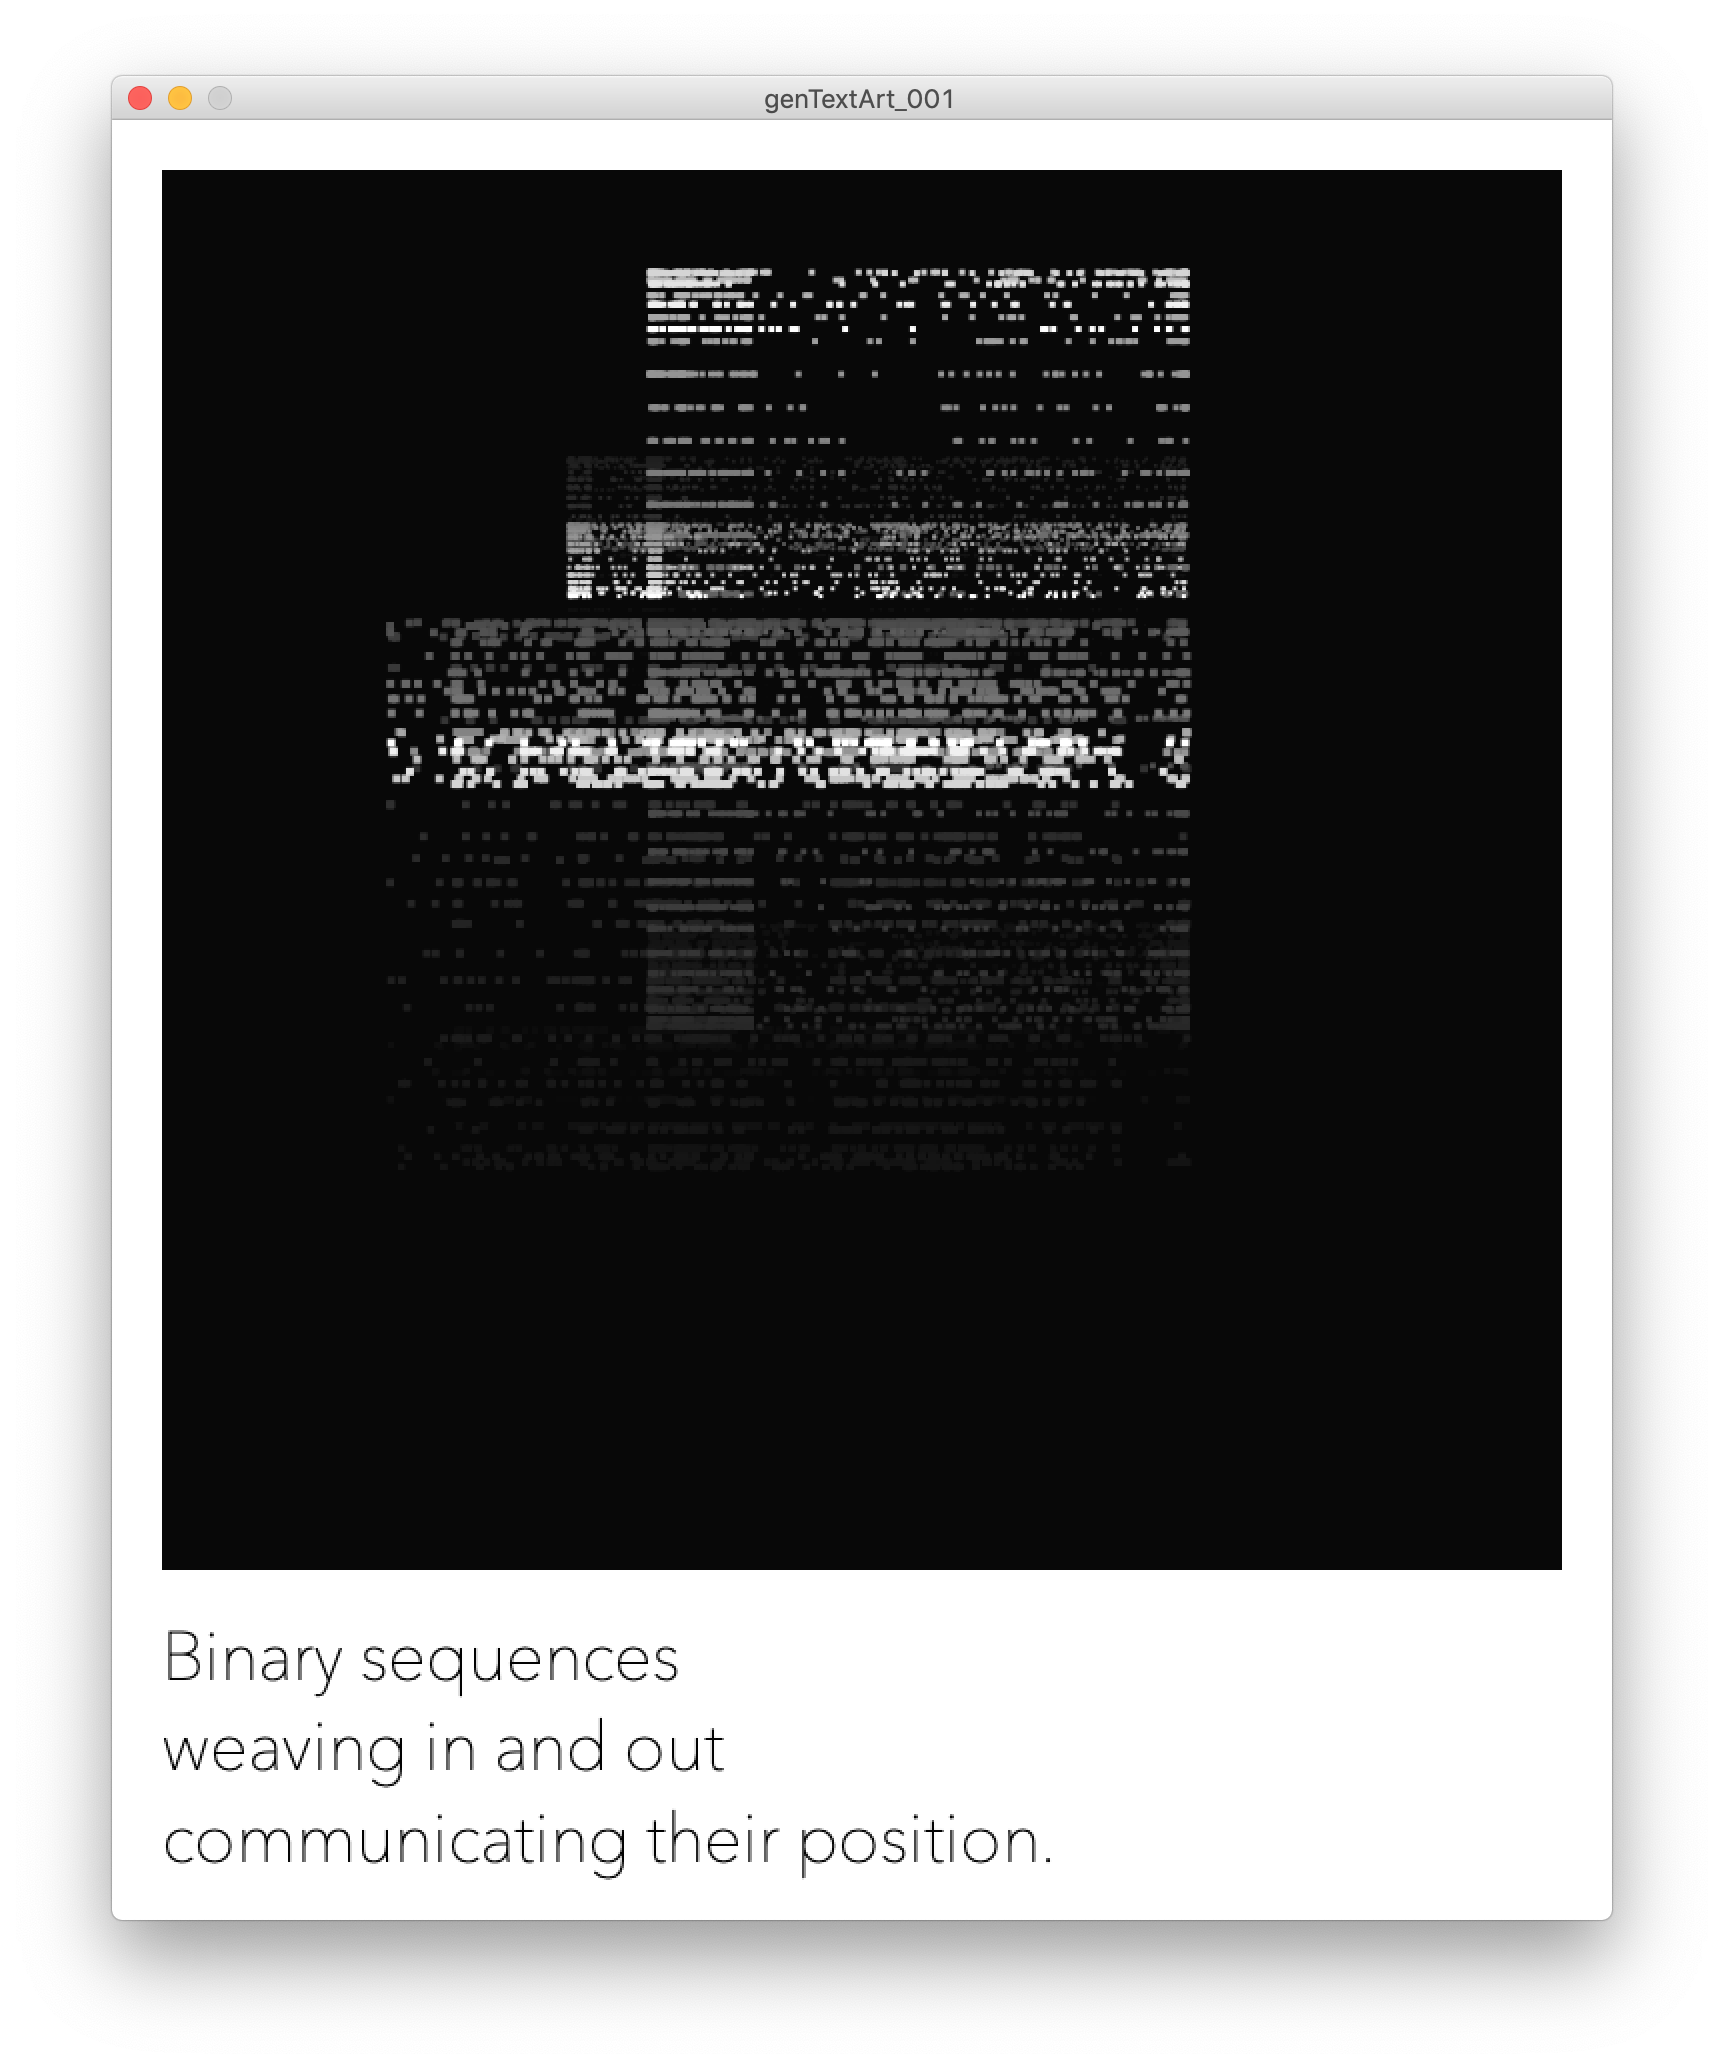 genTextArt_001
Binary sequences
weaving in and out
communicating their position.